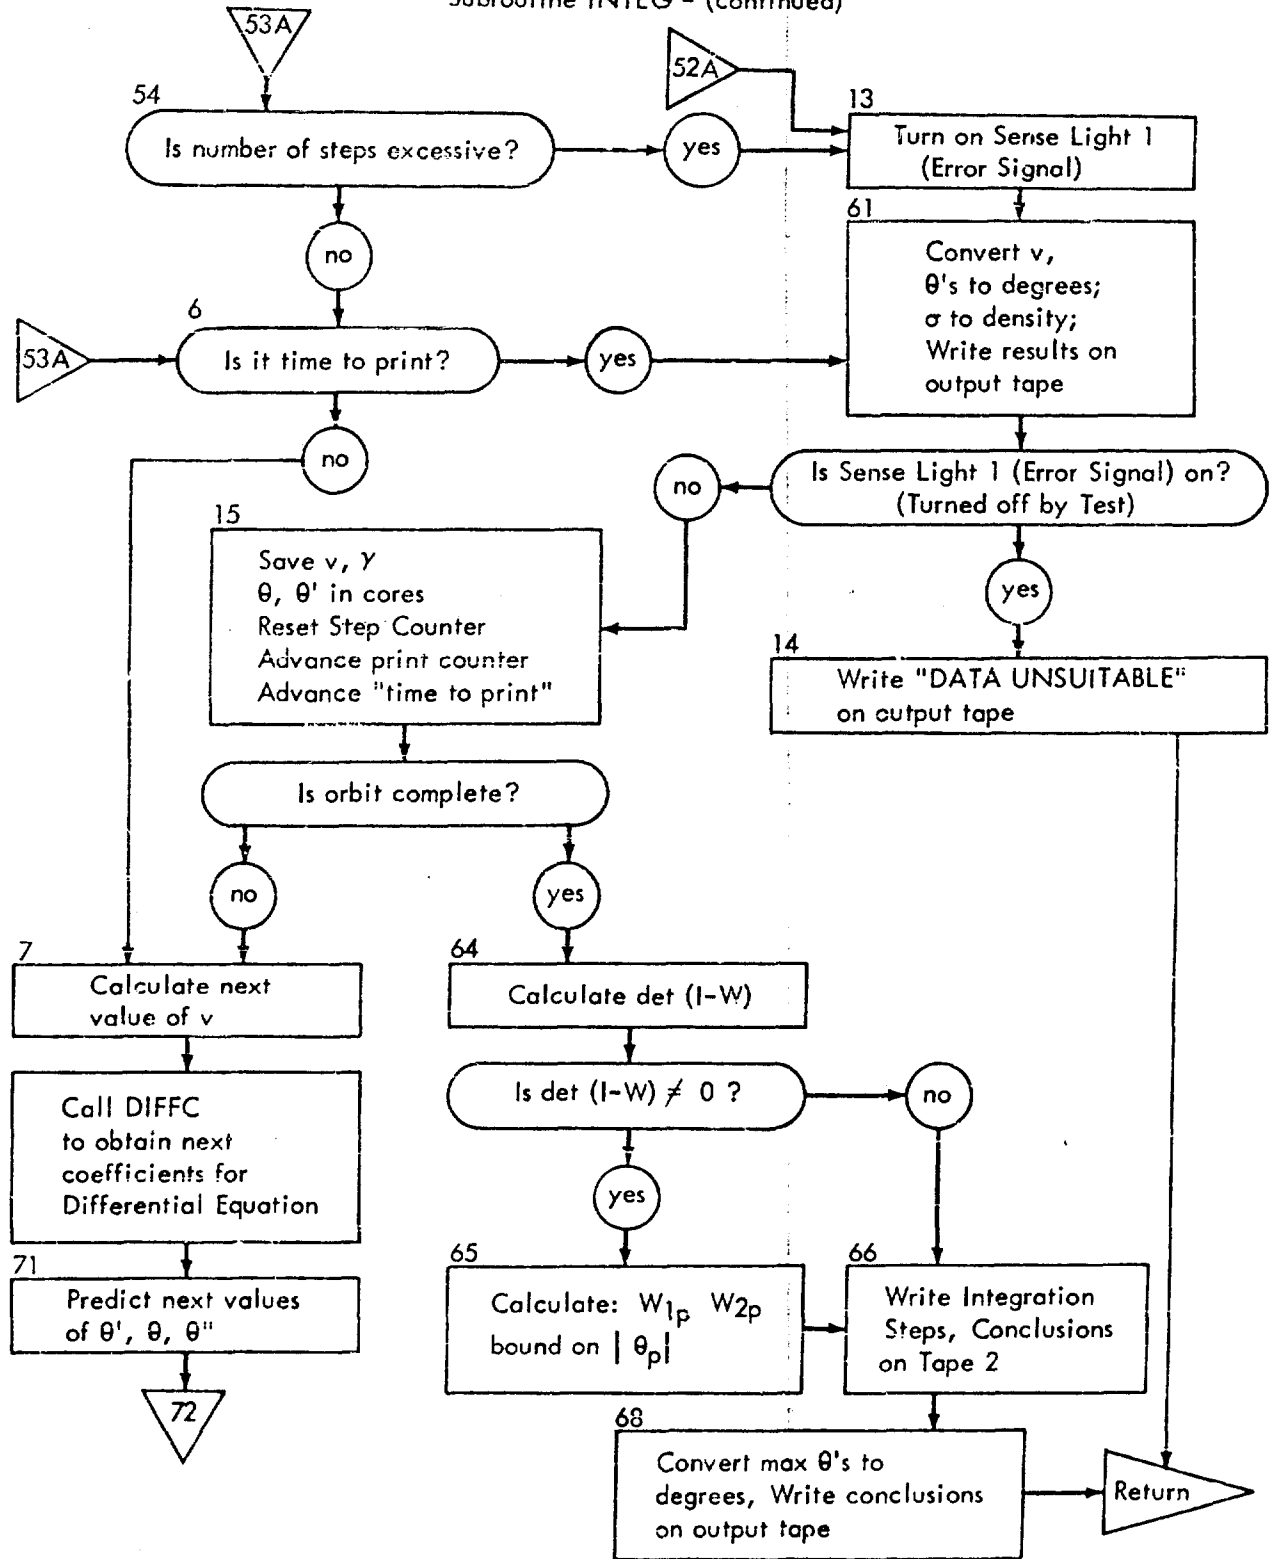 Subroutine INTEG - (continued)
53A
52A
54
Is number of steps excessive?
yes
13
Turn on Sense Light 1
(Error Signal)
no
61
Convert v,
θ's to degrees;
σ to density;
Write results on
output tape
53A
6
Is it time to print?
yes
no
Is Sense Light 1 (Error Signal) on?
(Turned off by Test)
no
yes
15
Save v, γ
θ, θ' in cores
Reset Step Counter
Advance print counter
Advance "time to print"
14
Write "DATA UNSUITABLE"
on output tape
Is orbit complete?
no
yes
7
Calculate next
value of v
64
Calculate det (I-W)
Is det (I-W) ≠ 0 ?
no
yes
Call DIFFC
to obtain next
coefficients for
Differential Equation
71
Predict next values
of θ', θ, θ"
72
65
Calculate: W1p W2p
bound on | θp|
66
Write Integration
Steps, Conclusions
on Tape 2
68
Convert max θ's to
degrees, Write conclusions
on output tape
Return